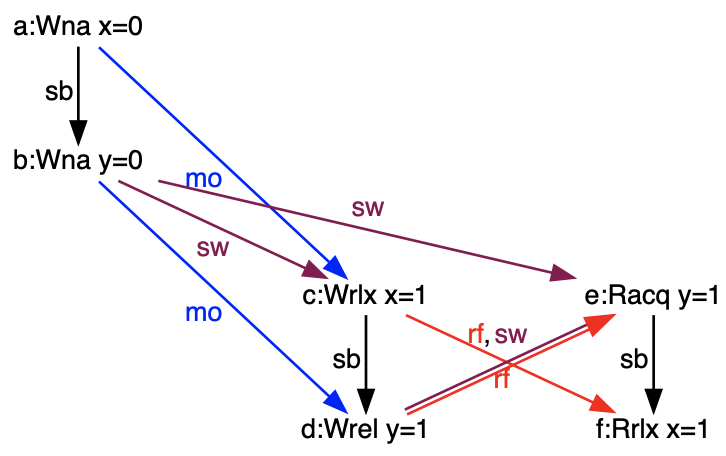 a:Wna x=0
sb
b:Wna y=0
mo
sw
sw
mo
c:Wrlx x=1
e:Racq y=1
rf,sw
sb
rf
sb
d:Wrel y=1
f:Rrlx x=1